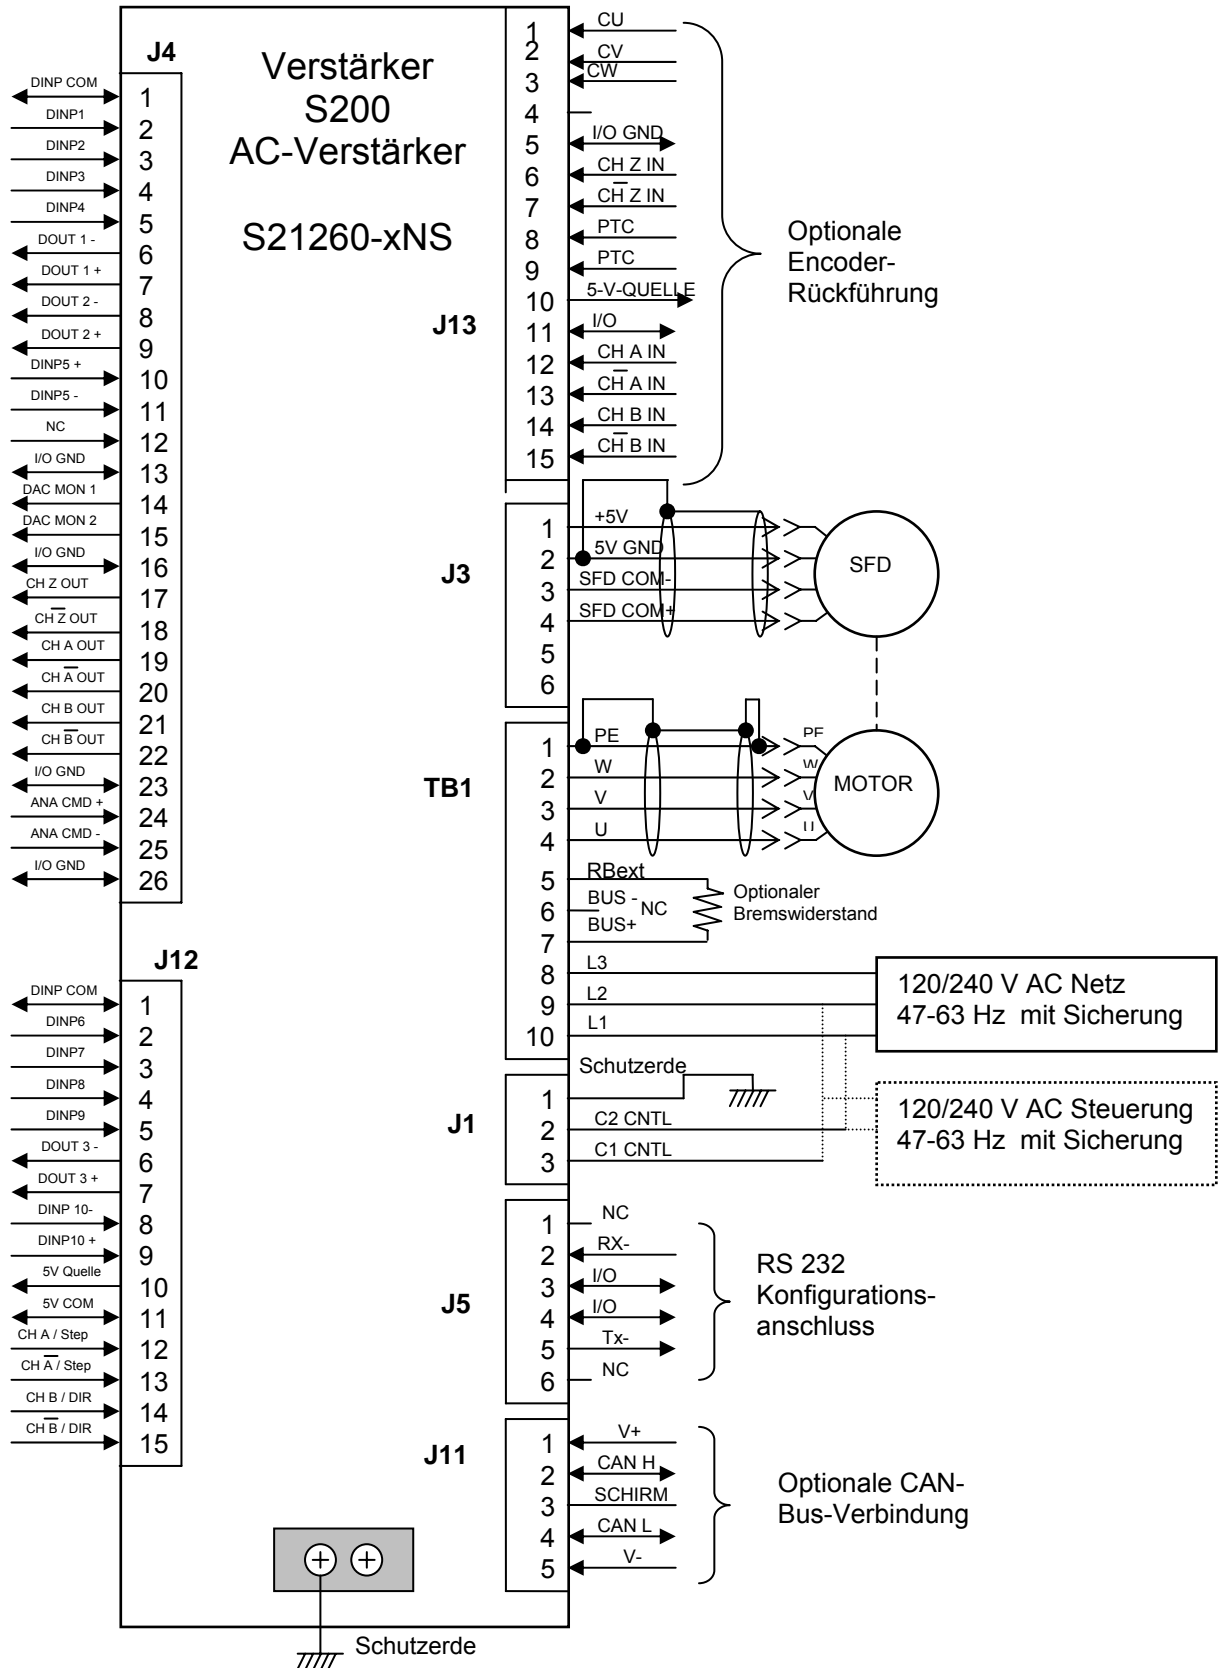 Verstärker
S200
AC-Verstärker
S21260-xNS
J4
DINP COM 1
DINP1 2
DINP2 3
DINP3 4
DINP4 5
DOUT 1 - 6
DOUT 1 + 7
DOUT 2 - 8
DOUT 2 + 9
DINP5 + 10
DINP5 - 11
NC 12
I/O GND 13
DAC MON 1 14
DAC MON 2 15
I/O GND 16
CH Z OUT 17
CH Z̅ OUT 18
CH A OUT 19
CH A̅ OUT 20
CH B OUT 21
CH B̅ OUT 22
I/O GND 23
ANA CMD + 24
ANA CMD - 25
I/O GND 26
J12
DINP COM 1
DINP6 2
DINP7 3
DINP8 4
DINP9 5
DOUT 3 - 6
DOUT 3 + 7
DINP 10- 8
DINP10 + 9
5V Quelle 10
5V COM 11
CH A / Step 12
CH A̅ / Step 13
CH B / DIR 14
CH B̅ / DIR 15
J13
1 CU
2 CV
3 CW
4
5 I/O GND
6 CH Z IN
7 CH̅ Z IN
8 PTC
9 PTC
10 5-V-QUELLE
11 I/O
12 CH A IN
13 CH̅ A IN
14 CH B IN
15 CH̅ B IN
Optionale
Encoder-
Rückführung
J3
1 +5V
2 5V GND
3 SFD COM-
4 SFD COM+
5
6
SFD
TB1
1 PE PE
2 W W
3 V V
4 U U
MOTOR
5 RBext
6 BUS - NC
7 BUS+
Optionaler
Bremswiderstand
8 L3
9 L2
10 L1
120/240 V AC Netz
47-63 Hz mit Sicherung
J1
1 Schutzerde
2 C2 CNTL
3 C1 CNTL
120/240 V AC Steuerung
47-63 Hz mit Sicherung
J5
1 NC
2 RX-
3 I/O
4 I/O
5 Tx-
6 NC
RS 232
Konfigurations-
anschluss
J11
1 V+
2 CAN H
3 SCHIRM
4 CAN L
5 V-
Optionale CAN-
Bus-Verbindung
Schutzerde